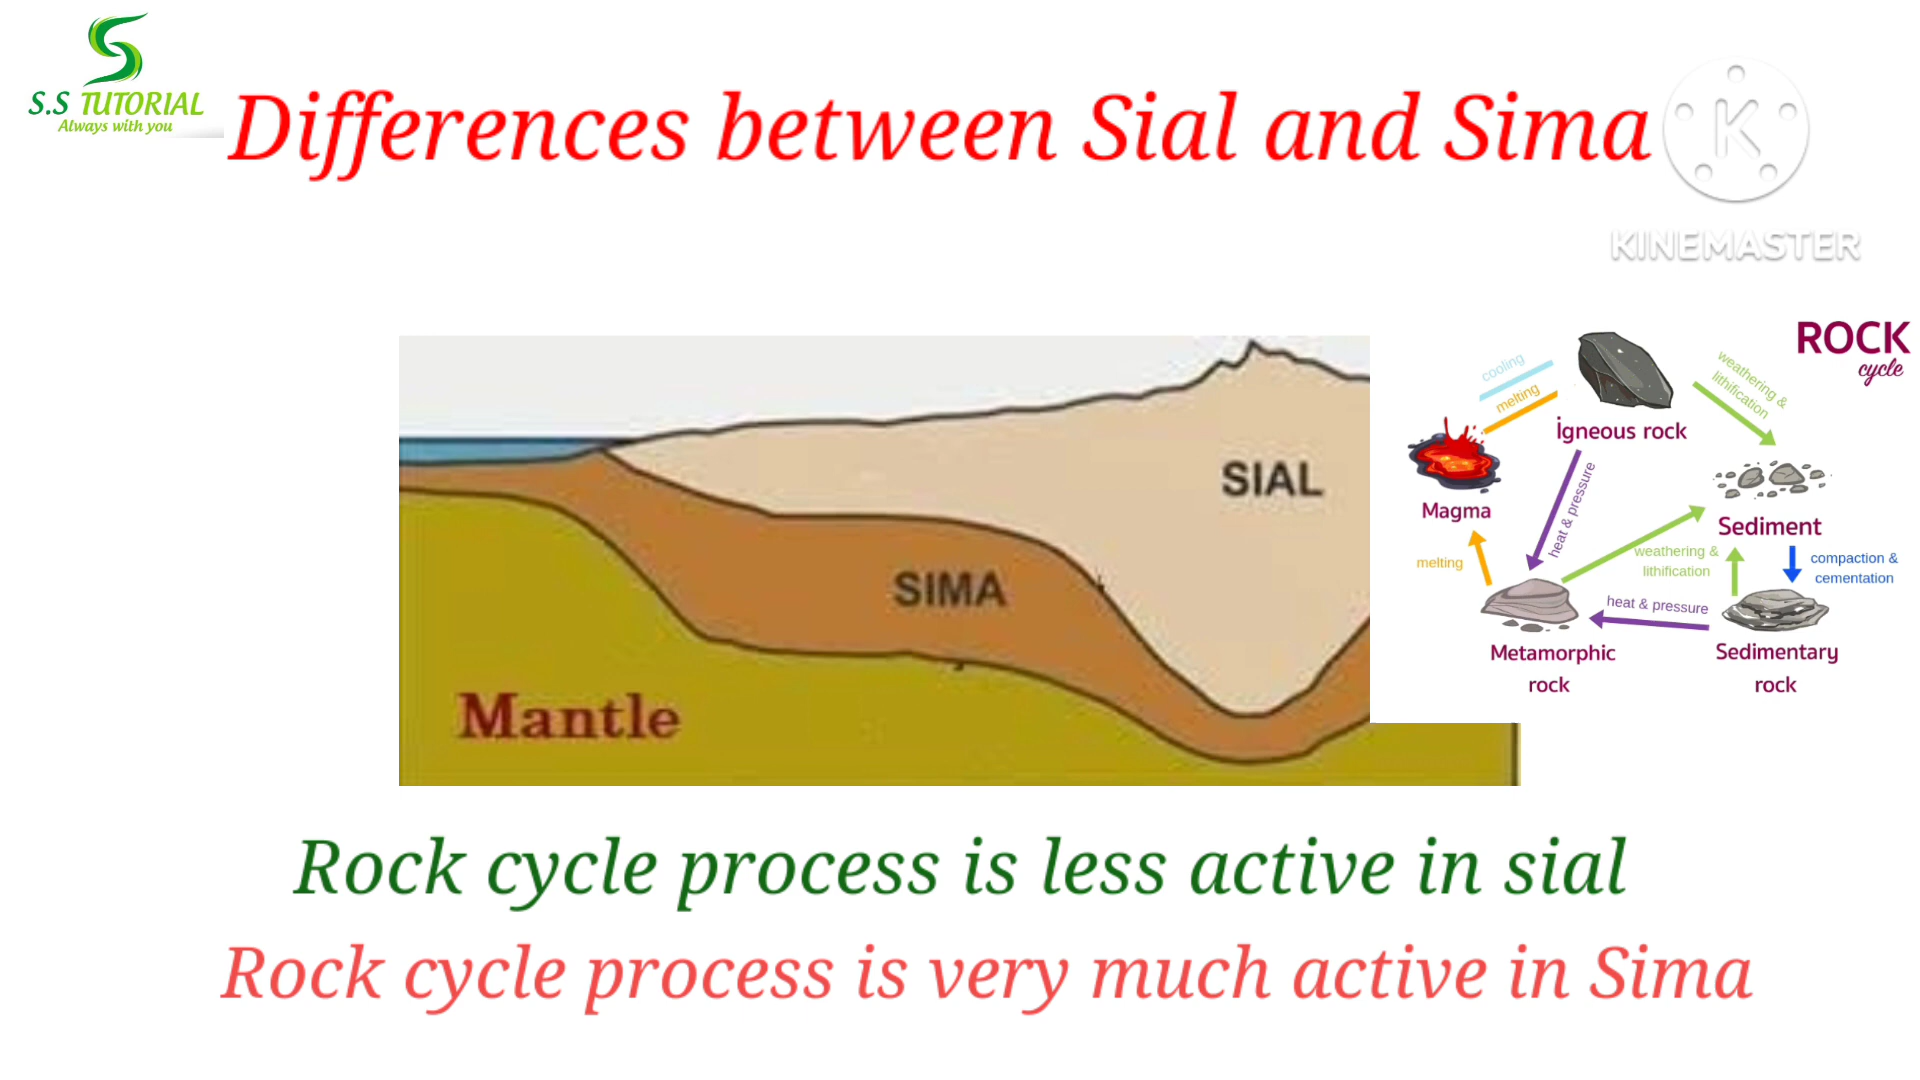 S.S TUTORIAL
Always with you
Differences between Sial and Sima
K
KINEMASTER
SIAL
SIMA
Mantle
ROCK
cycle
cooling
melting
weathering &
lithification
igneous rock
Magma
heat & pressure
Sediment
melting
weathering &
lithification
compaction &
cementation
heat & pressure
Metamorphic
rock
Sedimentary
rock
Rock cycle process is less active in sial
Rock cycle process is very much active in Sima